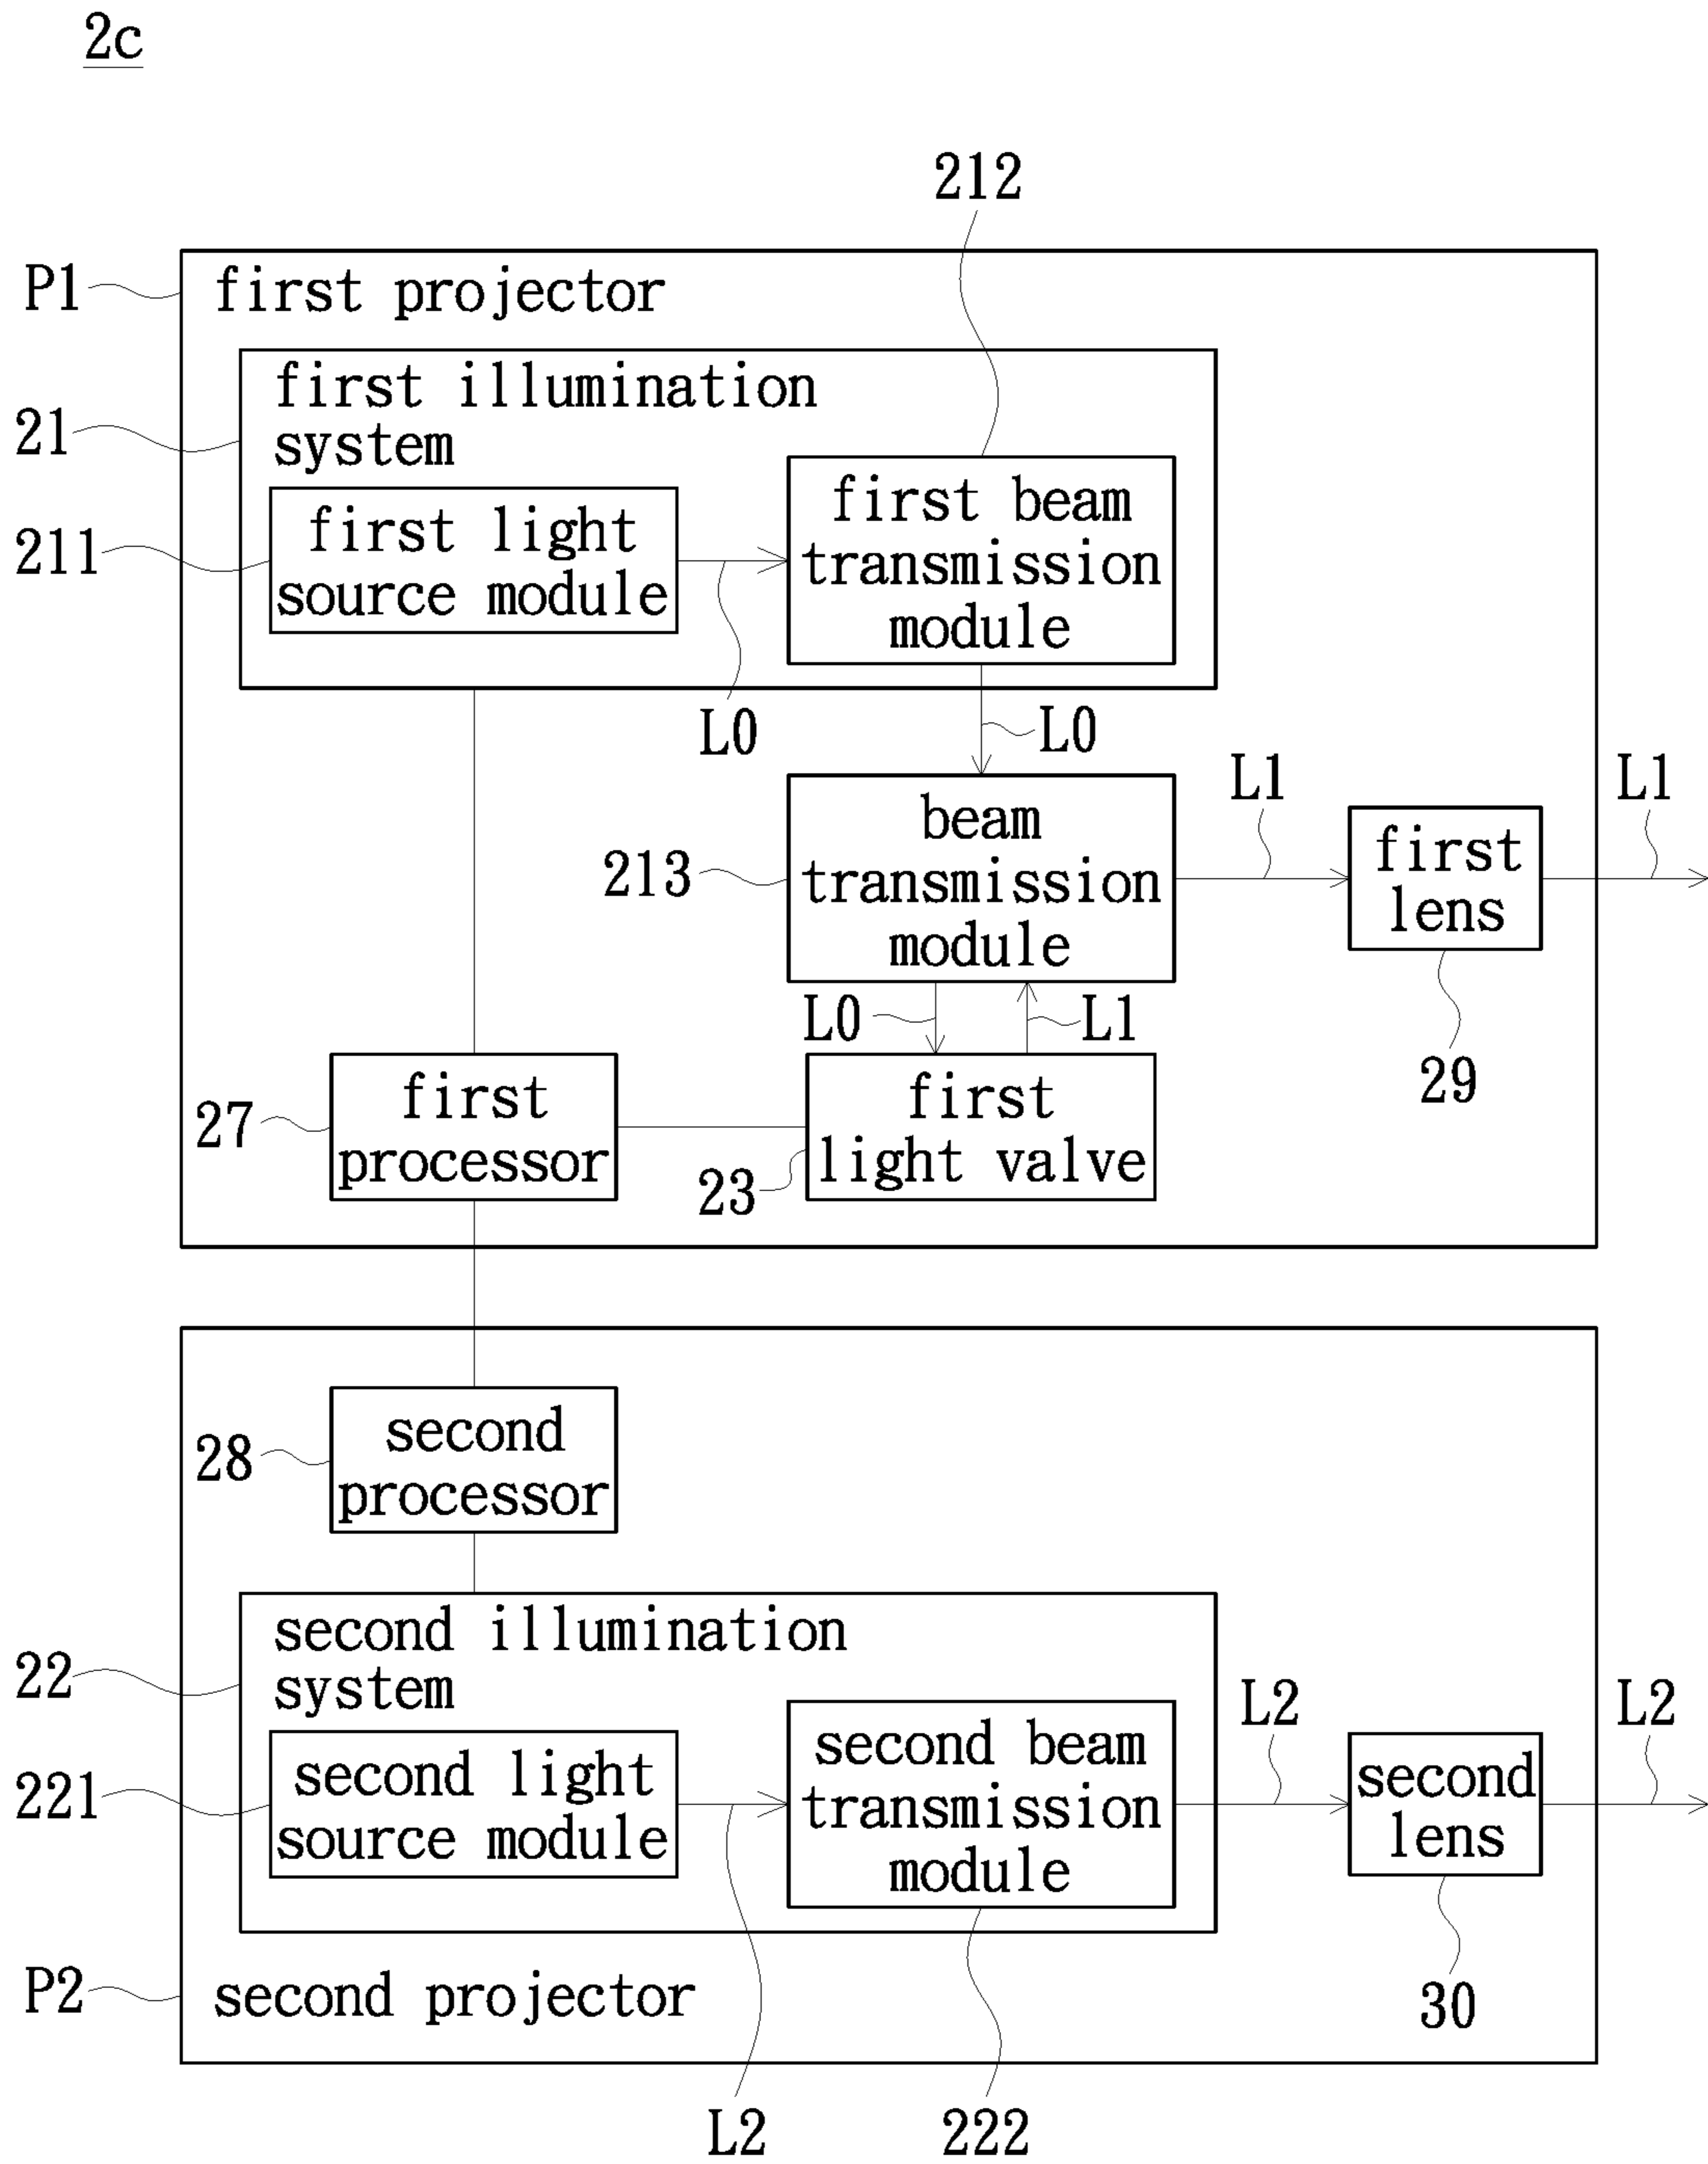 2c
212
P1
first projector
21
first illumination
system
211
first light
source module
first beam
transmission
module
L0
L0
beam
transmission
module
213
L1
first
lens
L1
29
L0
L1
27
first
processor
23
first
light valve
28
second
processor
22
second illumination
system
221
second light
source module
second beam
transmission
module
L2
second
lens
L2
30
P2
second projector
L2
222